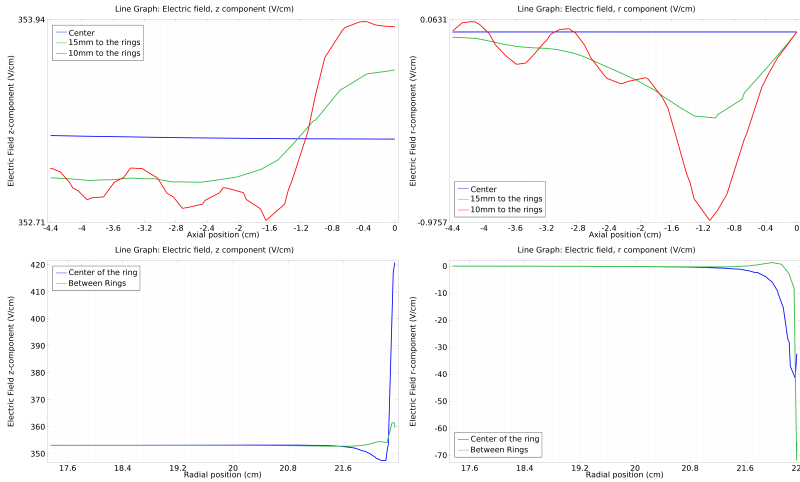 Line Graph: Electric field, z component (V/cm)
353.94
Electric Field z-component (V/cm)
Center
15mm to the rings
10mm to the rings
352.71
-4.4 -4 -3.6 -3.2 -2.8 -2.4 -2 -1.6 -1.2 -0.8 -0.4 0
Axial position (cm)
Line Graph: Electric field, r component (V/cm)
0.0631
Electric Field r-component (V/cm)
Center
15mm to the rings
10mm to the rings
-0.9757
-4.4 -4 -3.6 -3.2 -2.8 -2.4 -2 -1.6 -1.2 -0.8 -0.4 0
Axial position (cm)
Line Graph: Electric field, z component (V/cm)
Electric Field z-component (V/cm)
420
410
400
390
380
370
360
350
Center of the ring
Between Rings
17.6 18.4 19.2 20 20.8 21.6
Radial position (cm)
Line Graph: Electric field, r component (V/cm)
Electric Field r-component (V/cm)
0
-10
-20
-30
-40
-50
-60
-70
Center of the ring
Between Rings
17.6 18.4 19.2 20 20.8 21.6
Radial position (cm)